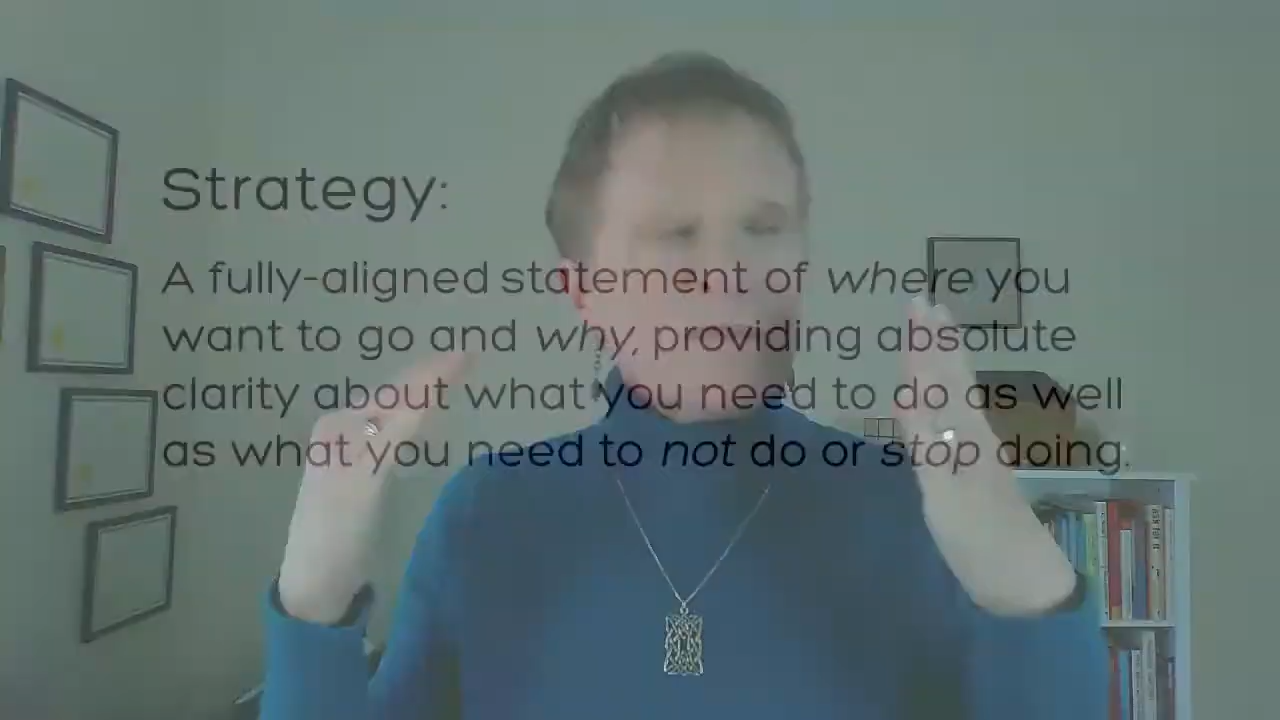 Strategy:
A fully-aligned statement of where you
want to go and why, providing absolute
clarity about what you need to do as well
as what you need to not do or stop doing.